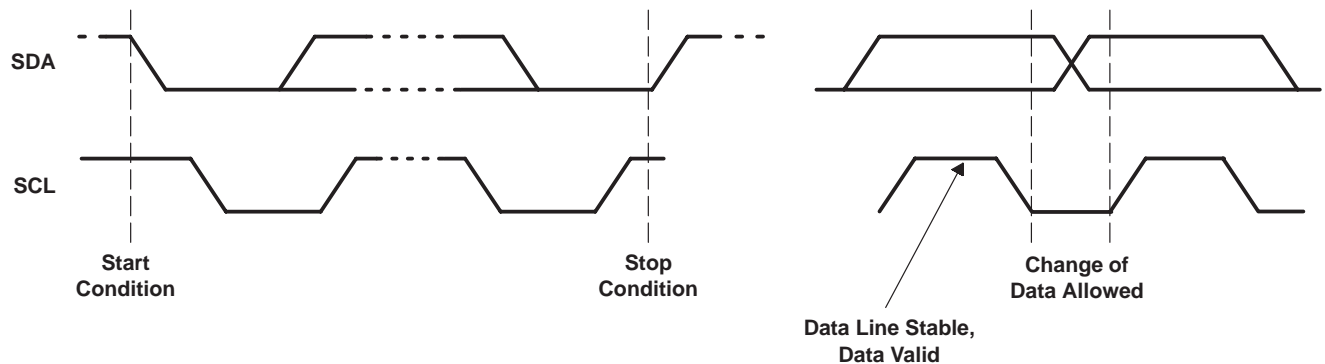 SDA
SCL
Start
Condition
Stop
Condition
Change of
Data Allowed
Data Line Stable,
Data Valid